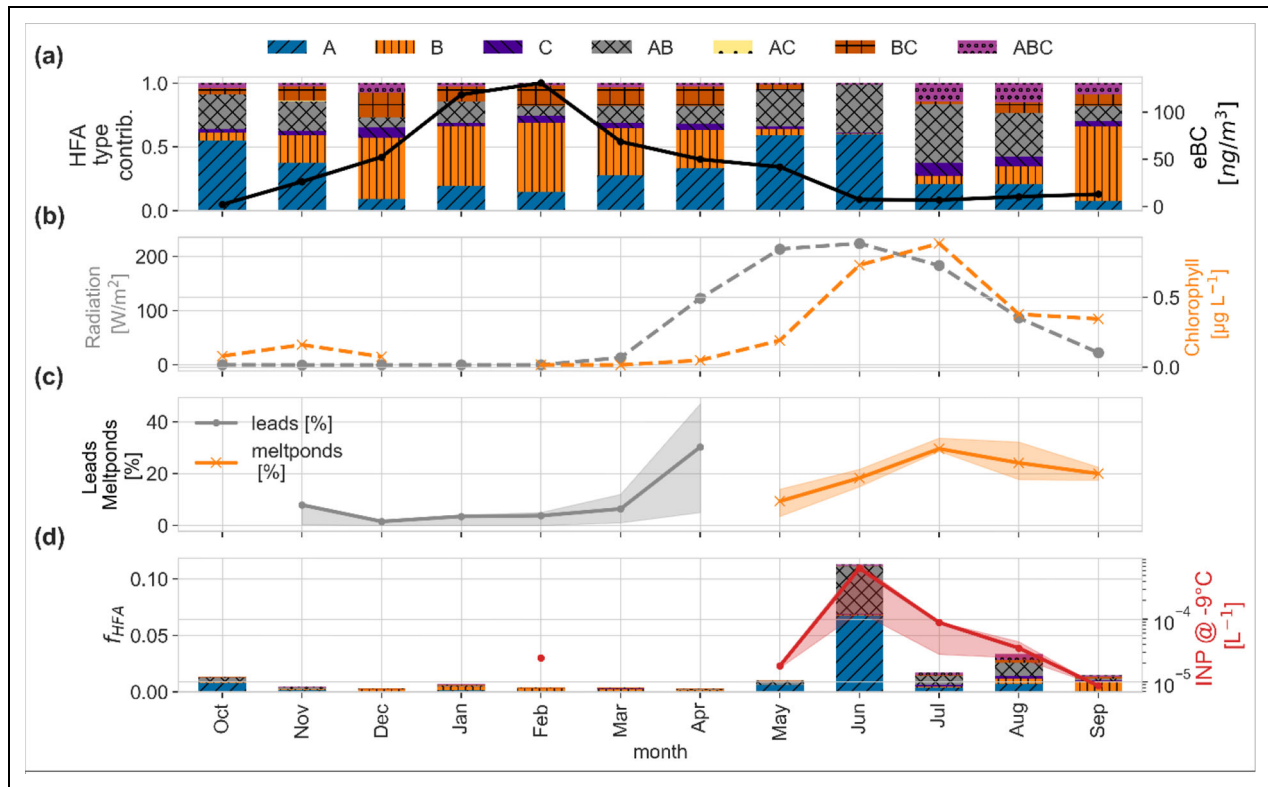 (a)
A B C AB AC BC ABC
1.0
0.5
0.0
HFA
type
contrib.
100
50
0
eBC
[ng/m³]
(b)
200
100
0
Radiation
[W/m²]
0.5
0.0
Chlorophyll
[µg L⁻¹]
(c)
leads [%]
meltponds
[%]
40
20
0
Leads
Meltponds
[%]
(d)
0.10
0.05
0.00
f_HFA
10⁻⁴
10⁻⁵
INP @ -9°C
[L⁻¹]
Oct Nov Dec Jan Feb Mar Apr May Jun Jul Aug Sep
month